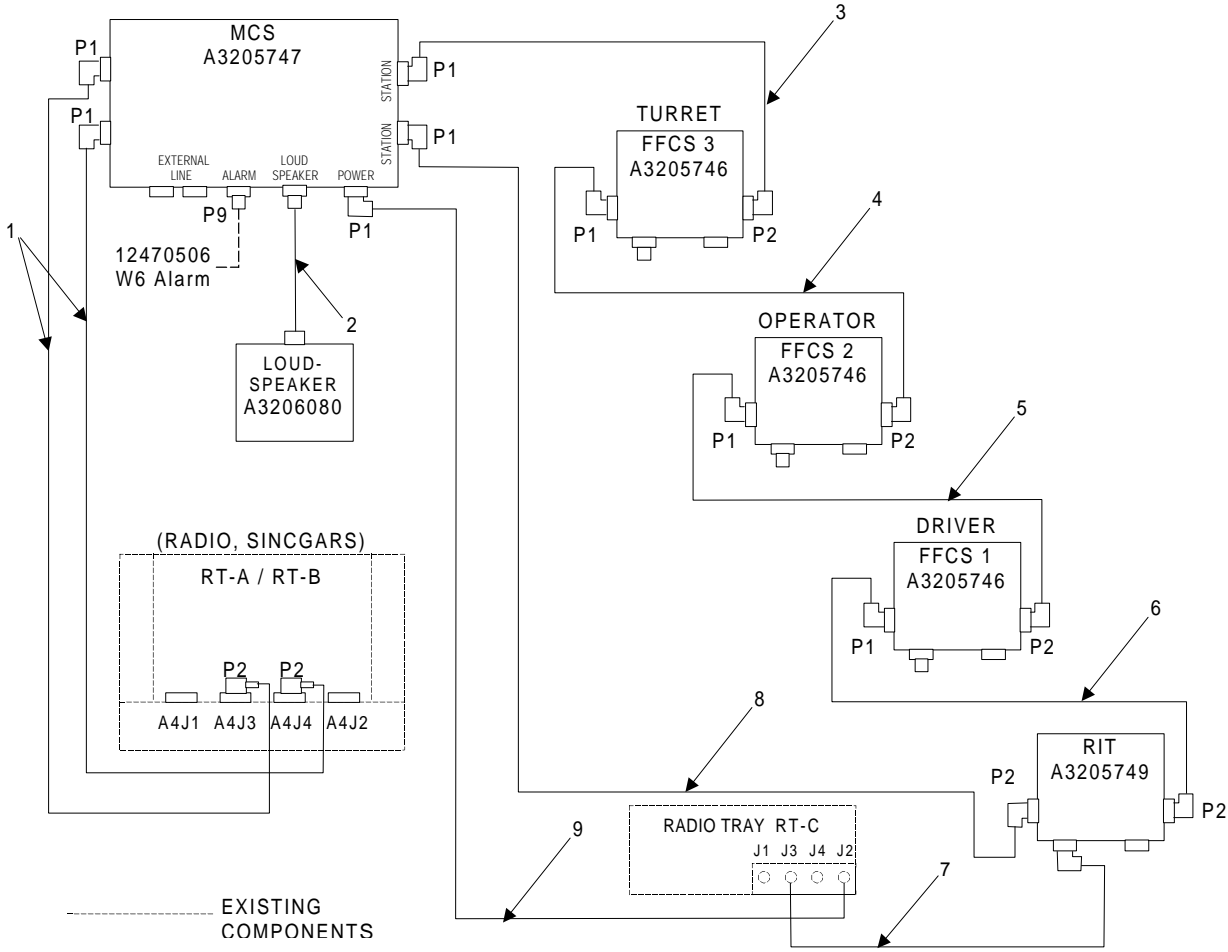 3
MCS
A3205747
P1
P1
P1
P1
STATION
STATION
EXTERNAL
LINE
ALARM
LOUD
SPEAKER
POWER
P9
P1
12470506
W6 Alarm
1
2
LOUD-
SPEAKER
A3206080
TURRET
FFCS 3
A3205746
P1
P2
4
OPERATOR
FFCS 2
A3205746
P1
P2
5
DRIVER
FFCS 1
A3205746
P1
P2
6
(RADIO, SINCGARS)
RT-A / RT-B
P2
P2
A4J1
A4J3
A4J4
A4J2
8
RIT
A3205749
P2
P2
RADIO TRAY RT-C
J1
J3
J4
J2
9
7
EXISTING
COMPONENTS